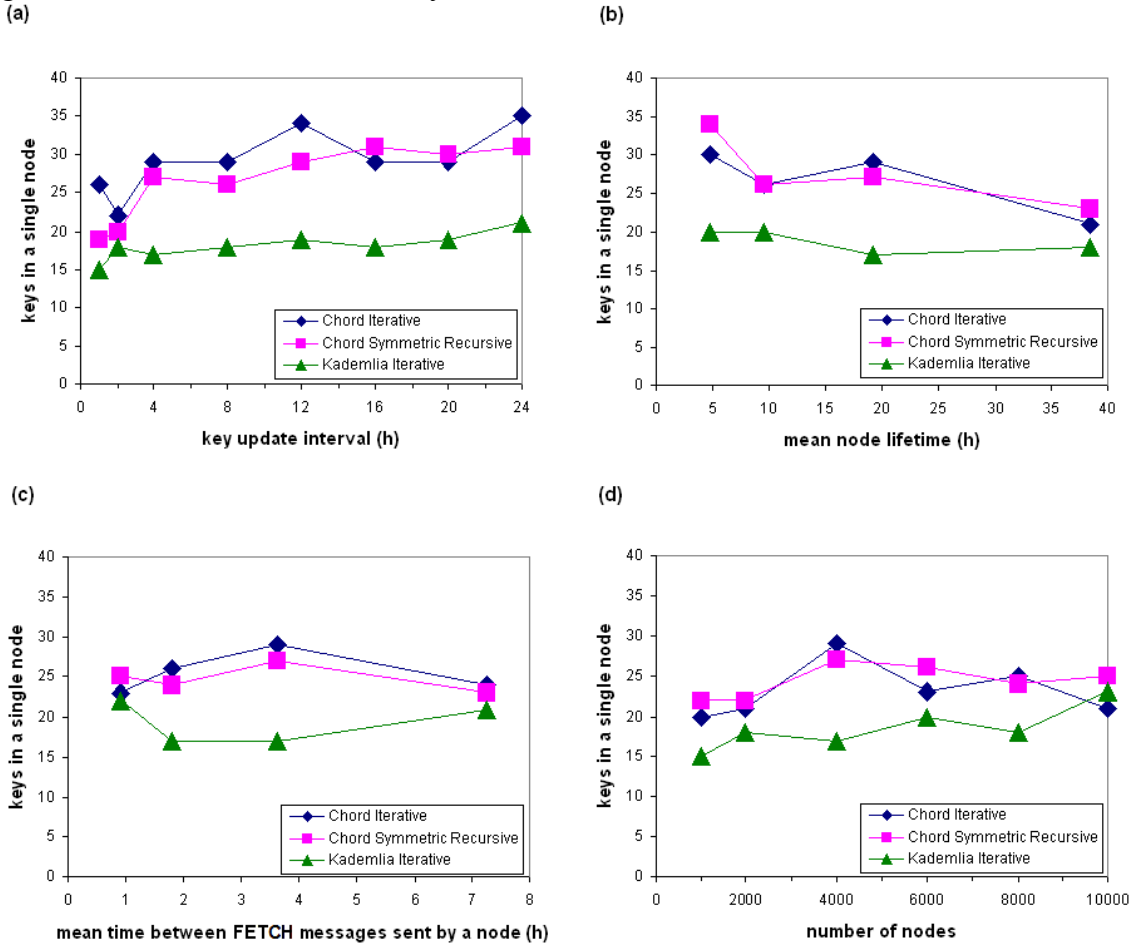 (a)
40
35
30
25
20
15
10
5
0
keys in a single node
0
4
8
12
16
20
24
key update interval (h)
Chord Iterative
Chord Symmetric Recursive
Kademlia Iterative
(b)
40
35
30
25
20
15
10
5
0
keys in a single node
0
5
10
15
20
25
30
35
40
mean node lifetime (h)
Chord Iterative
Chord Symmetric Recursive
Kademlia Iterative
(c)
40
35
30
25
20
15
10
5
0
keys in a single node
0
1
2
3
4
5
6
7
8
mean time between FETCH messages sent by a node (h)
Chord Iterative
Chord Symmetric Recursive
Kademlia Iterative
(d)
40
35
30
25
20
15
10
5
0
keys in a single node
0
2000
4000
6000
8000
10000
number of nodes
Chord Iterative
Chord Symmetric Recursive
Kademlia Iterative